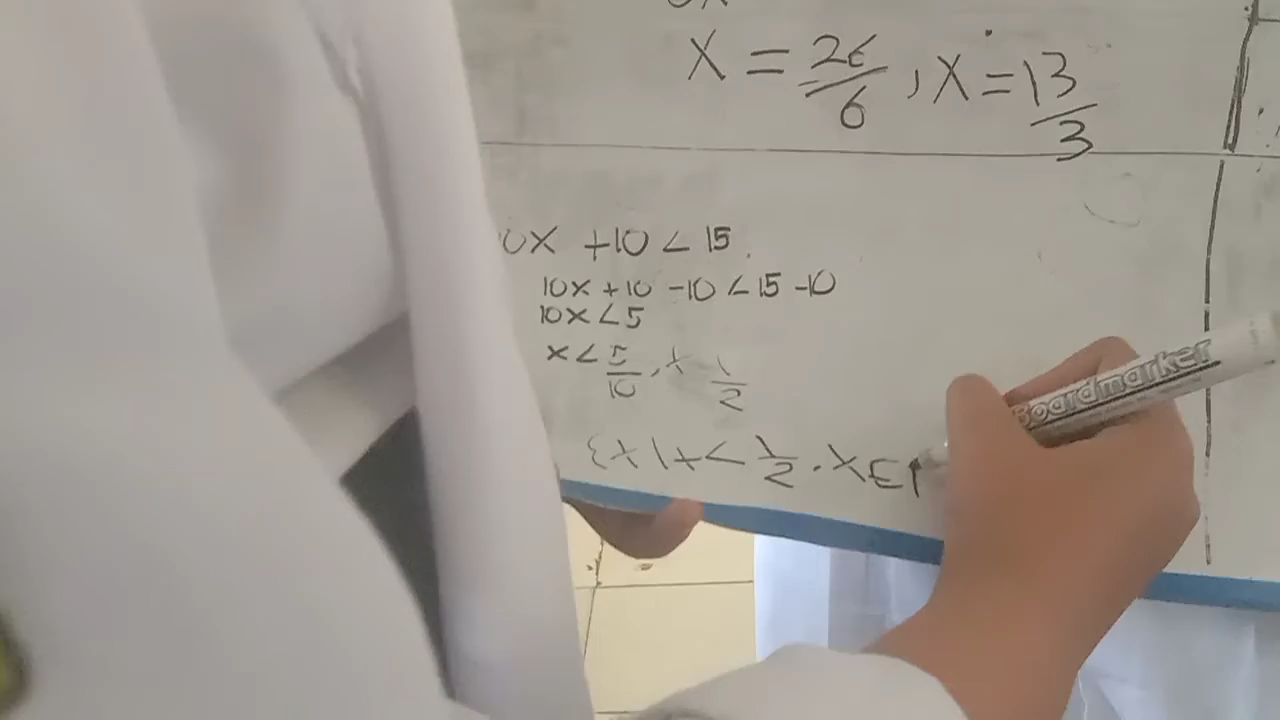 X = 26/6 , X = 13/3
10X + 10 < 15
10X + 10 - 10 < 15 - 10
10X < 5
X < 5/10 , X 1/2
{X | X < 1/2 . X ∈
Boardmarker